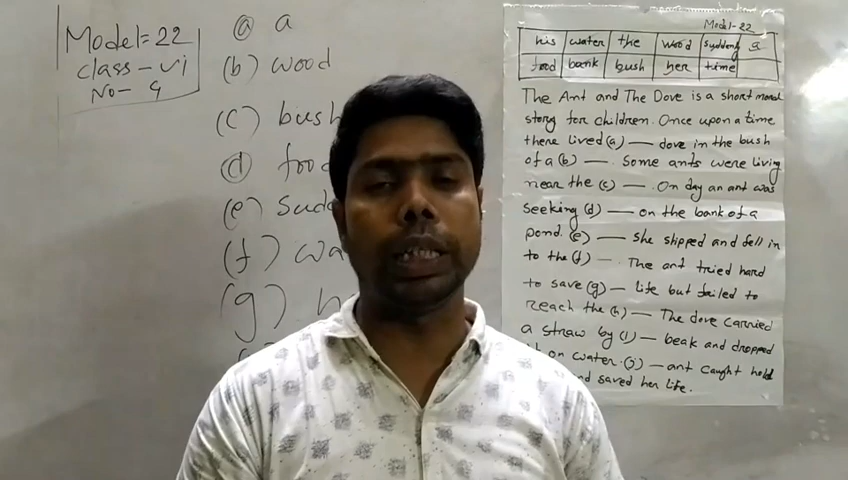 Model=22
class-vi
No-4
(a) a
(b) wood
(c) bush
(d) foo
(e) sudd
(f) wa
(g) h
Model-22
his water the wood suddenly a
food bank bush her time
The Ant and The Dove is a short moral
story for children. Once upon a time
there lived (a) — dove in the bush
of a (b) —. Some ants were living
near the (c) —. On day an ant was
seeking (d) — on the bank of a
pond. (e) — She slipped and fell in
to the (f) —. The ant tried hard
to save (g) — life but failed to
reach the (h) — The dove carried
a straw by (i) — beak and dropped
on water. (j) — ant caught hold
and saved her life.